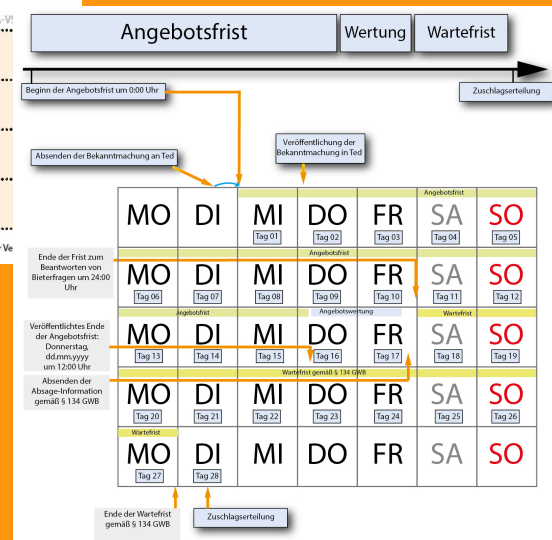 Angebotsfrist
Wertung
Wartefrist
Beginn der Angebotsfrist um 0:00 Uhr
Zuschlagserteilung
Absenden der Bekanntmachung an Ted
Veröffentlichung der
Bekanntmachung in Ted
Angebotsfrist
MO DI MI DO FR SA SO
Tag 01 Tag 02 Tag 03 Tag 04 Tag 05
Ende der Frist zum
Beantworten von
Bieterfragen um 24:00
Uhr
Angebotsfrist
MO DI MI DO FR SA SO
Tag 06 Tag 07 Tag 08 Tag 09 Tag 10 Tag 11 Tag 12
Veröffentlichtes Ende
der Angebotsfrist:
Donnerstag,
dd.mm.yyyy
um 12:00 Uhr
Angebotsfrist Angebotswertung Wartefrist
MO DI MI DO FR SA SO
Tag 13 Tag 14 Tag 15 Tag 16 Tag 17 Tag 18 Tag 19
Absenden der
Absage-Information
gemäß § 134 GWB
Wartefrist gemäß § 134 GWB
MO DI MI DO FR SA SO
Tag 20 Tag 21 Tag 22 Tag 23 Tag 24 Tag 25 Tag 26
Wartefrist
MO DI MI DO FR SA SO
Tag 27 Tag 28
Ende der Wartefrist
gemäß § 134 GWB
Zuschlagserteilung